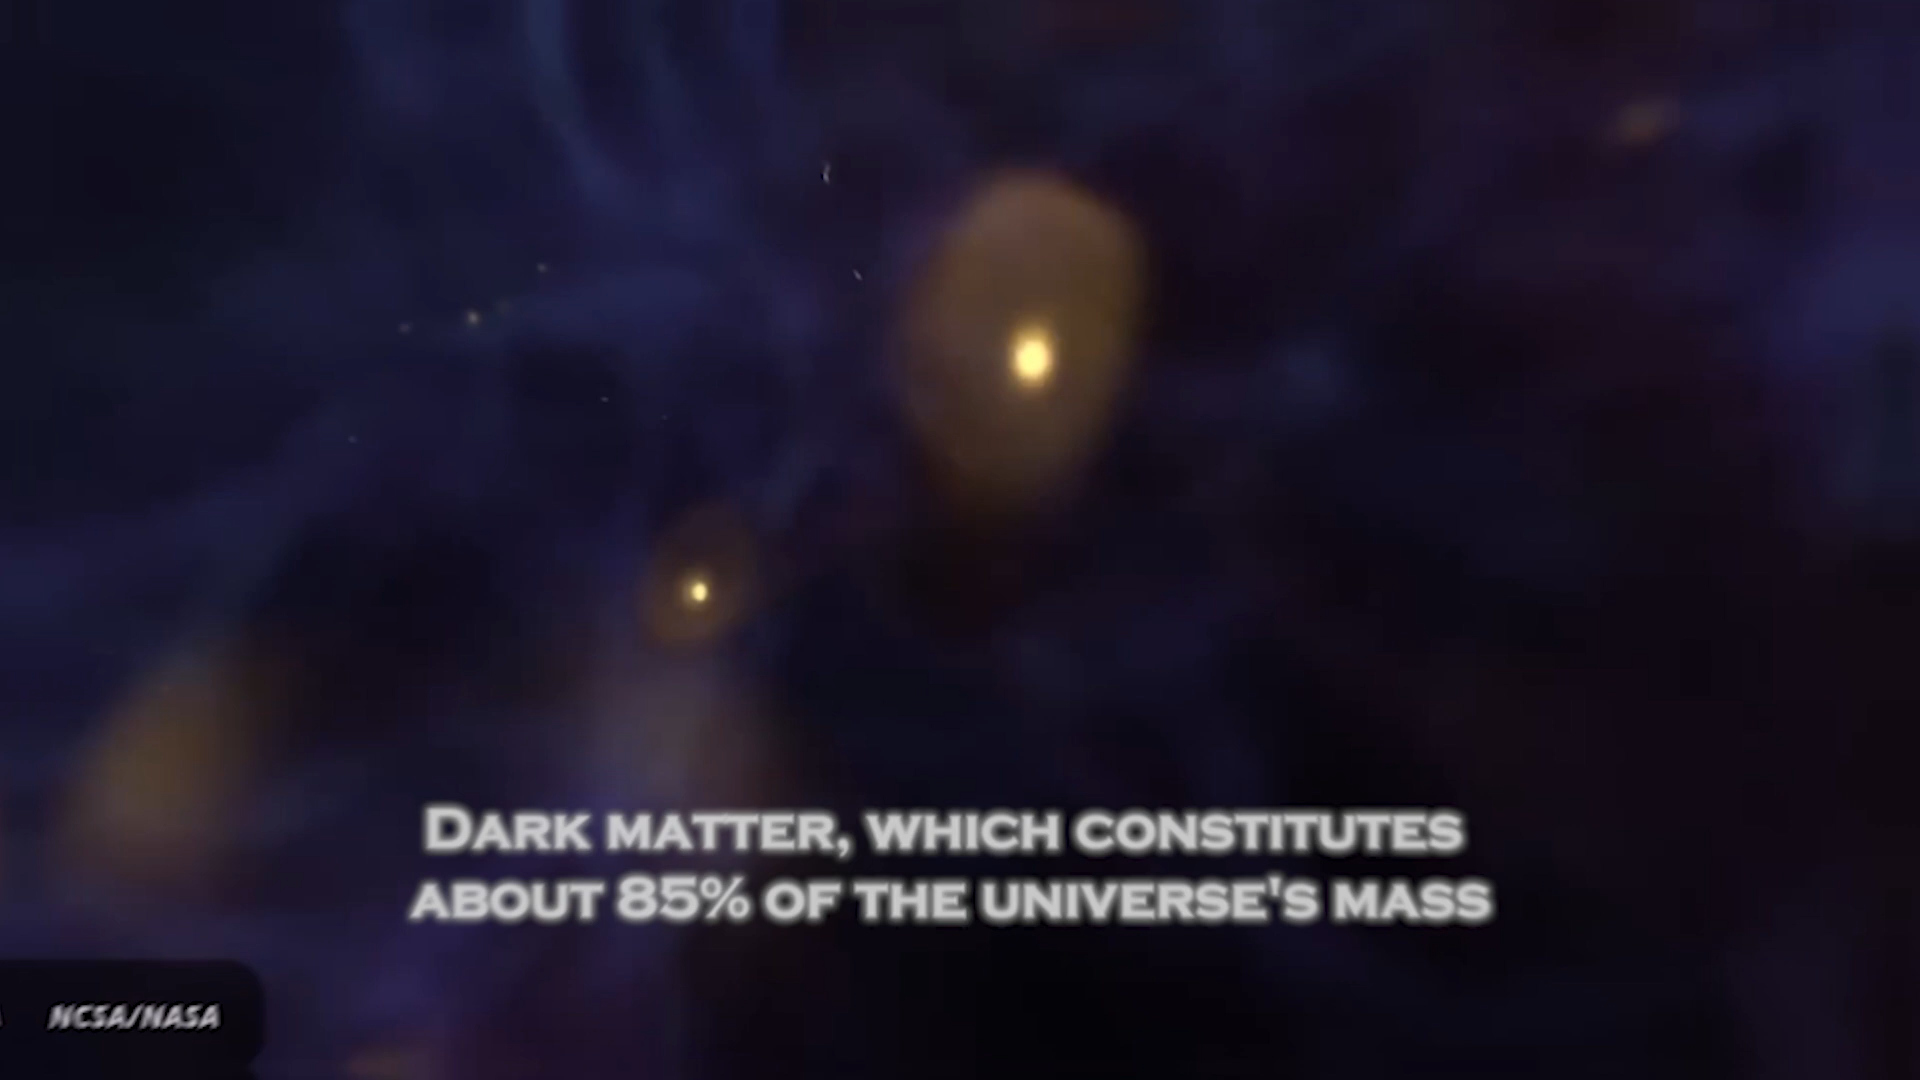 Dark matter, which constitutes
about 85% of the universe's mass
NCSA/NASA